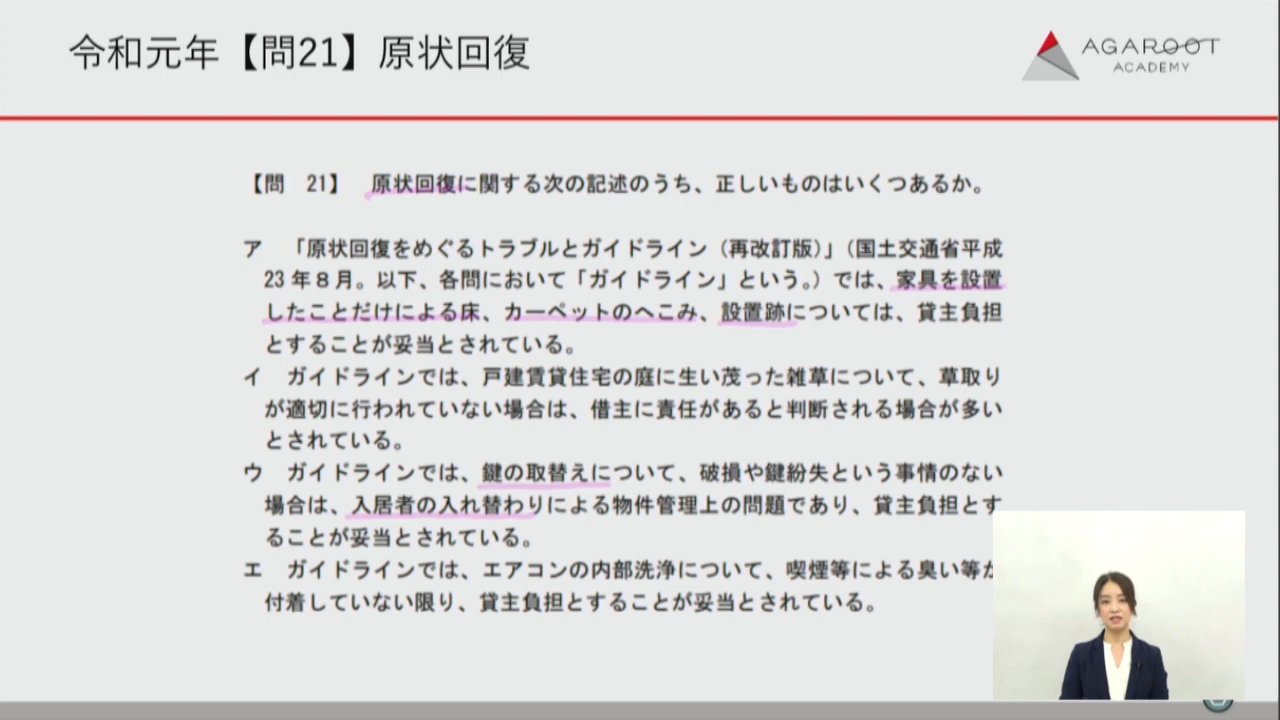 令和元年【問21】原状回復
AGAROOT
ACADEMY
【問 21】 原状回復に関する次の記述のうち、正しいものはいくつあるか。
ア 「原状回復をめぐるトラブルとガイドライン（再改訂版）」（国土交通省平成
23年８月。以下、各問において「ガイドライン」という。）では、家具を設置
したことだけによる床、カーペットのへこみ、設置跡については、貸主負担
とすることが妥当とされている。
イ ガイドラインでは、戸建賃貸住宅の庭に生い茂った雑草について、草取り
が適切に行われていない場合は、借主に責任があると判断される場合が多い
とされている。
ウ ガイドラインでは、鍵の取替えについて、破損や鍵紛失という事情のない
場合は、入居者の入れ替わりによる物件管理上の問題であり、貸主負担とす
ることが妥当とされている。
エ ガイドラインでは、エアコンの内部洗浄について、喫煙等による臭い等が
付着していない限り、貸主負担とすることが妥当とされている。